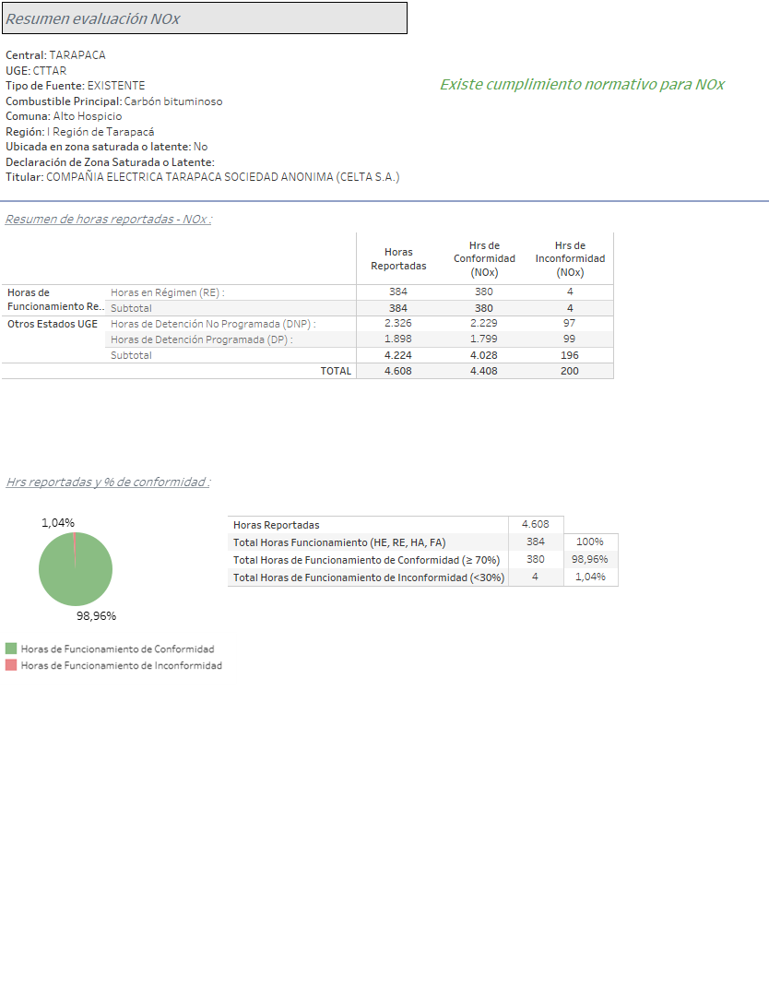 Resumen evaluación NOx
Central: TARAPACA
UGE: CTTAR
Tipo de Fuente: EXISTENTE
Combustible Principal: Carbón bituminoso
Comuna: Alto Hospicio
Región: I Región de Tarapacá
Ubicada en zona saturada o latente: No
Declaración de Zona Saturada o Latente:
Titular: COMPAÑIA ELECTRICA TARAPACA SOCIEDAD ANONIMA (CELTA S.A.)
Existe cumplimiento normativo para NOx
Resumen de horas reportadas - NOx :
Horas Reportadas
Hrs de Conformidad (NOx)
Hrs de Inconformidad (NOx)
Horas de Funcionamiento Re..
Horas en Régimen (RE) : 384 380 4
Subtotal 384 380 4
Otros Estados UGE
Horas de Detención No Programada (DNP) : 2.326 2.229 97
Horas de Detención Programada (DP) : 1.898 1.799 99
Subtotal 4.224 4.028 196
TOTAL 4.608 4.408 200
Hrs reportadas y % de conformidad :
1,04%
98,96%
Horas de Funcionamiento de Conformidad
Horas de Funcionamiento de Inconformidad
Horas Reportadas 4.608
Total Horas Funcionamiento (HE, RE, HA, FA) 384 100%
Total Horas de Funcionamiento de Conformidad (≥ 70%) 380 98,96%
Total Horas de Funcionamiento de Inconformidad (<30%) 4 1,04%